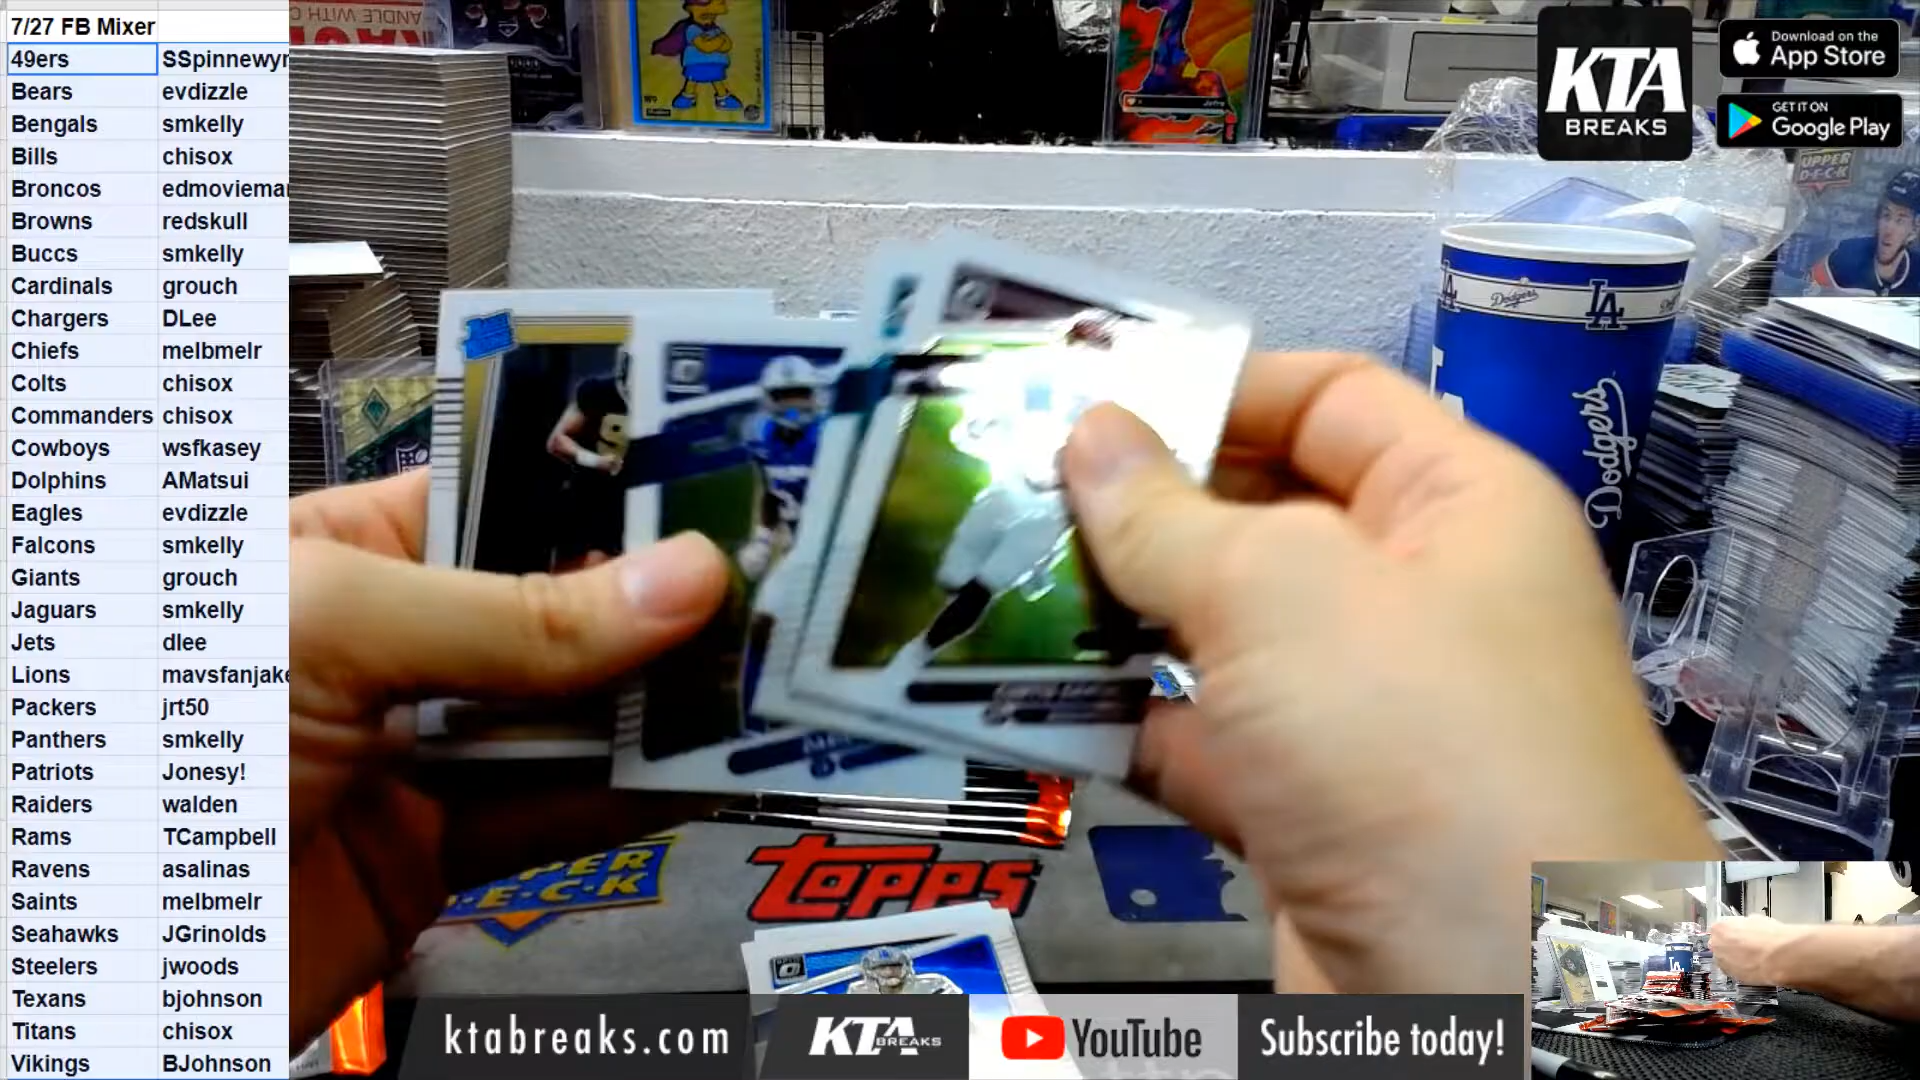 7/27 FB Mixer
49ers SSpinnewyn
Bears evdizzle
Bengals smkelly
Bills chisox
Broncos edmoviema
Browns redskull
Buccs smkelly
Cardinals grouch
Chargers DLee
Chiefs melbmelr
Colts chisox
Commanders chisox
Cowboys wsfkasey
Dolphins AMatsui
Eagles evdizzle
Falcons smkelly
Giants grouch
Jaguars smkelly
Jets dlee
Lions mavsfanjake
Packers jrt50
Panthers smkelly
Patriots Jonesy!
Raiders walden
Rams TCampbell
Ravens asalinas
Saints melbmelr
Seahawks JGrinolds
Steelers jwoods
Texans bjohnson
Titans chisox
Vikings BJohnson
KTA
BREAKS
Download on the
App Store
GET IT ON
Google Play
UPPER
DECK
Dodgers
LA
Dodgers
TOPPS
DECK
ktabreaks.com
KTA
BREAKS
YouTube
Subscribe today!
LA